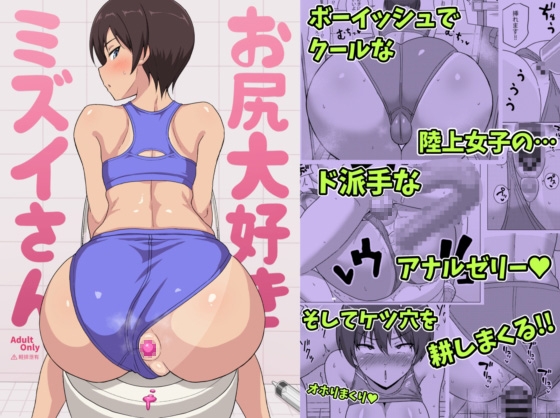 お尻大好き
ミズイさん
Adult
Only
ボーイッシュで
クールな
陸上女子の…
ド派手な
アナルゼリー♥
そしてケツ穴を
耕しまくる!!
オホりまくり♥